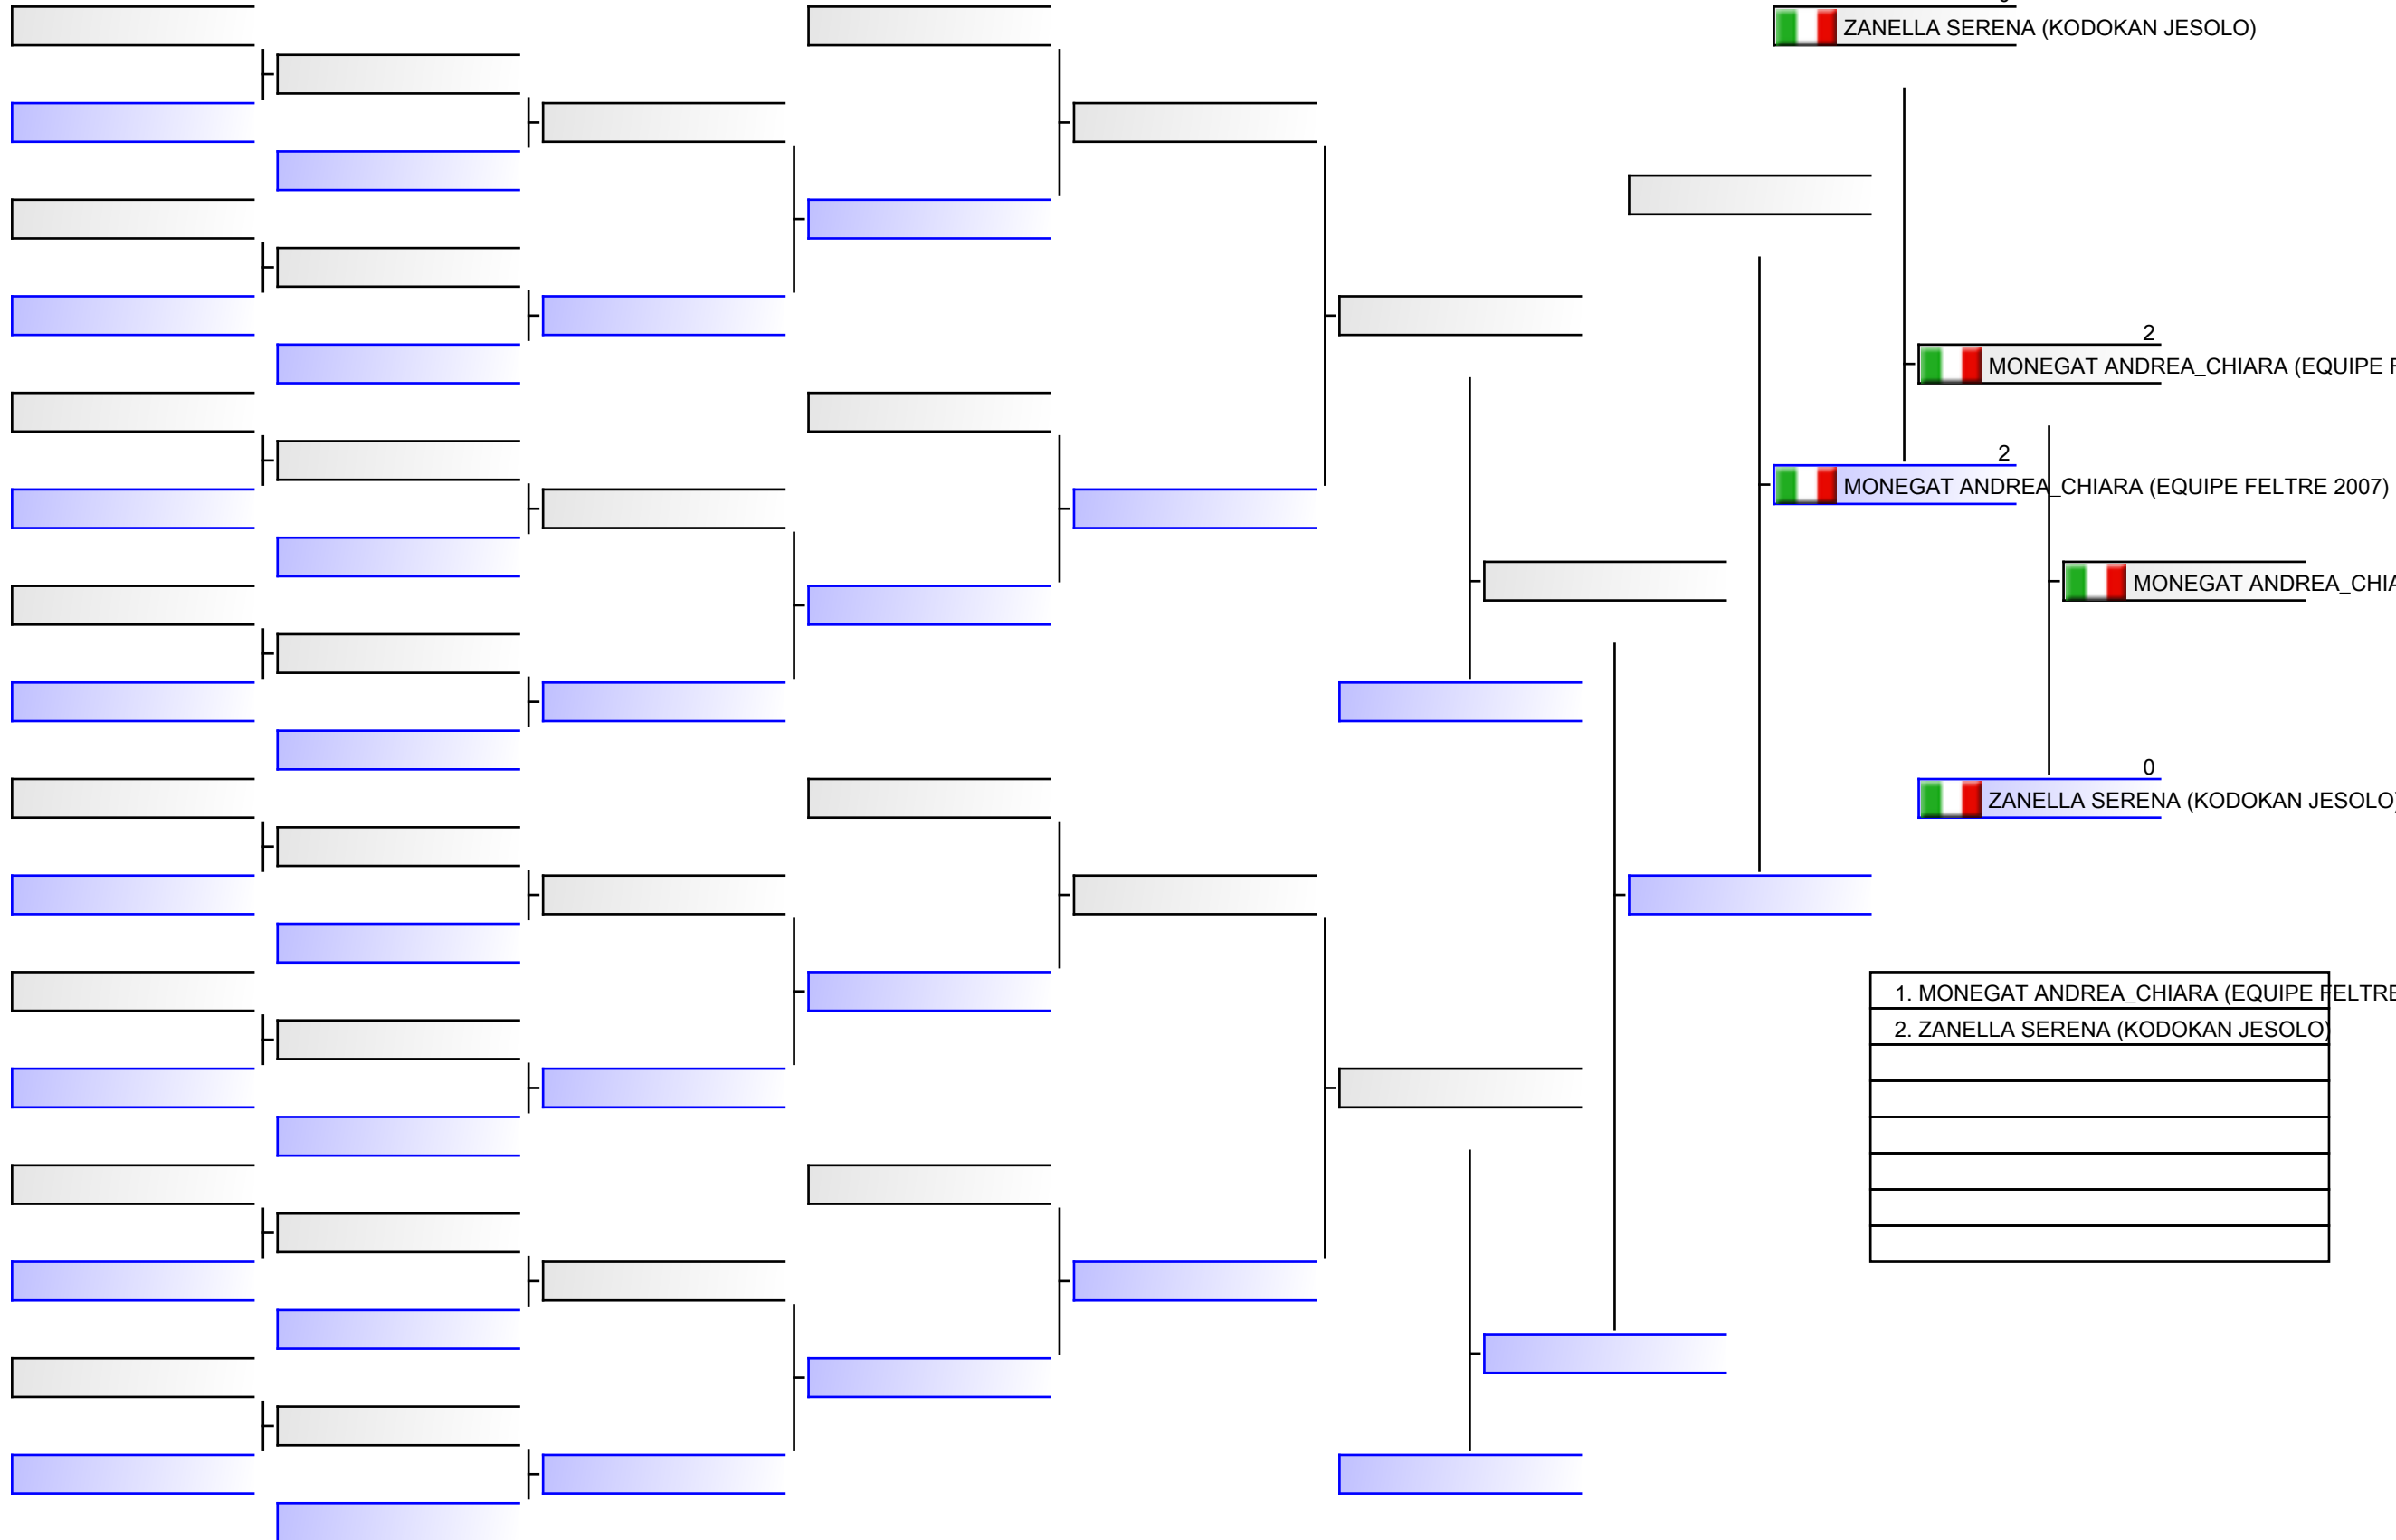 ZANELLA SERENA (KODOKAN JESOLO)
2
MONEGAT ANDREA_CHIARA (EQUIPE
2
MONEGAT ANDREA_CHIARA (EQUIPE FELTRE 2007)
MONEGAT ANDREA_CHIA
0
ZANELLA SERENA (KODOKAN JESOLO)
1. MONEGAT ANDREA_CHIARA (EQUIPE FELTRE
2. ZANELLA SERENA (KODOKAN JESOLO)